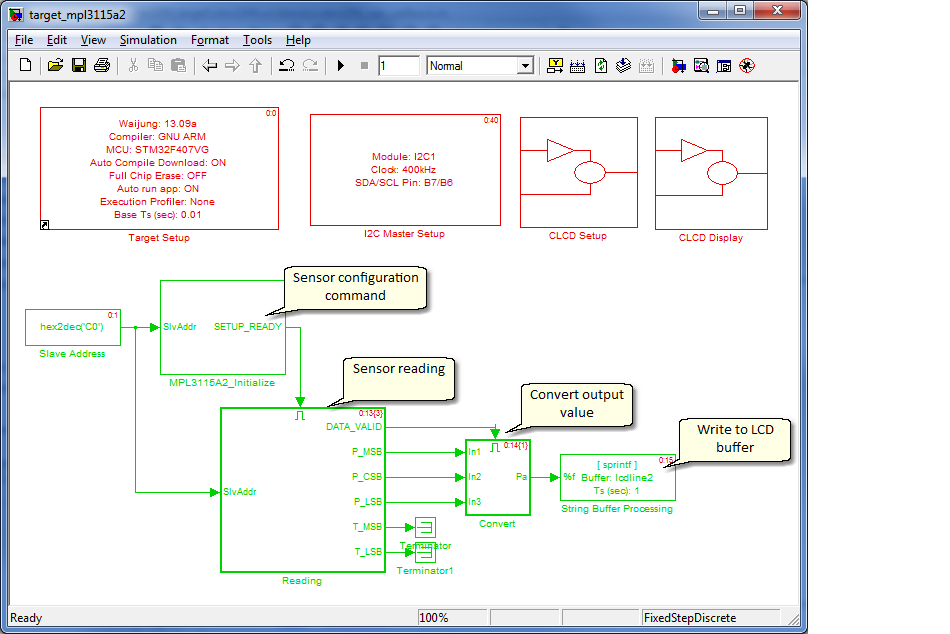 target_mpl3115a2
File Edit View Simulation Format Tools Help
1
Normal
0:0
Waijung: 13.09a
Compiler: GNU ARM
MCU: STM32F407VG
Auto Compile Download: ON
Full Chip Erase: OFF
Auto run app: ON
Execution Profiler: None
Base Ts (sec): 0.01
Target Setup
0:40
Module: I2C1
Clock: 400kHz
SDA/SCL Pin: B7/B6
I2C Master Setup
CLCD Setup
CLCD Display
Sensor configuration
command
0:1
hex2dec('C0')
Slave Address
SlvAddr
SETUP_READY
MPL3115A2_Initialize
Sensor reading
0:13{3}
DATA_VALID
P_MSB
P_CSB
P_LSB
T_MSB
T_LSB
SlvAddr
Reading
Convert output
value
0:14{1}
In1
In2
In3
Pa
Convert
Write to LCD
buffer
0:15
[ sprintf ]
%f
Buffer: lcdline2
Ts (sec): 1
String Buffer Processing
Terminator
Terminator1
Ready
100%
FixedStepDiscrete